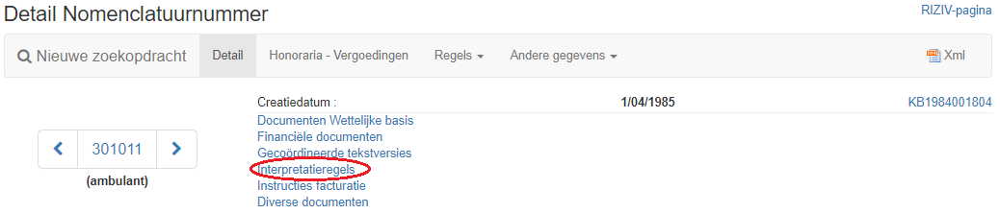 Detail Nomenclatuurnummer
RIZIV-pagina
Nieuwe zoekopdracht Detail Honoraria - Vergoedingen Regels Andere gegevens Xml
Creatiedatum : 1/04/1985 KB1984001804
Documenten Wettelijke basis
Financiële documenten
Gecoördineerde tekstversies
301011
Interpretatieregels
(ambulant)
Instructies facturatie
Diverse documenten